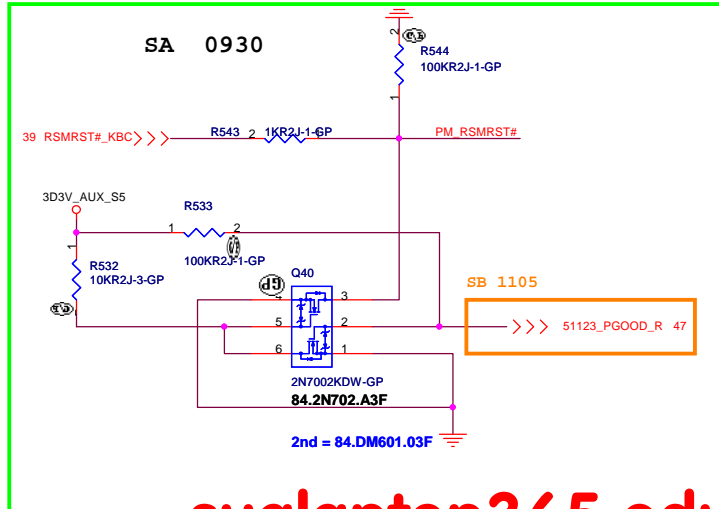 SA 0930
2
R544
100KR2J-1-GP
1
39 RSMRST#_KBC
R543 2 1KR2J-1-GP
PM_RSMRST#
3D3V_AUX_S5
R533
1 2
100KR2J-1-GP
1
R532
10KR2J-3-GP
GP
Q40
4 3
5 2
6 1
SB 1105
51123_PGOOD_R 47
2N7002KDW-GP
84.2N702.A3F
2nd = 84.DM601.03F